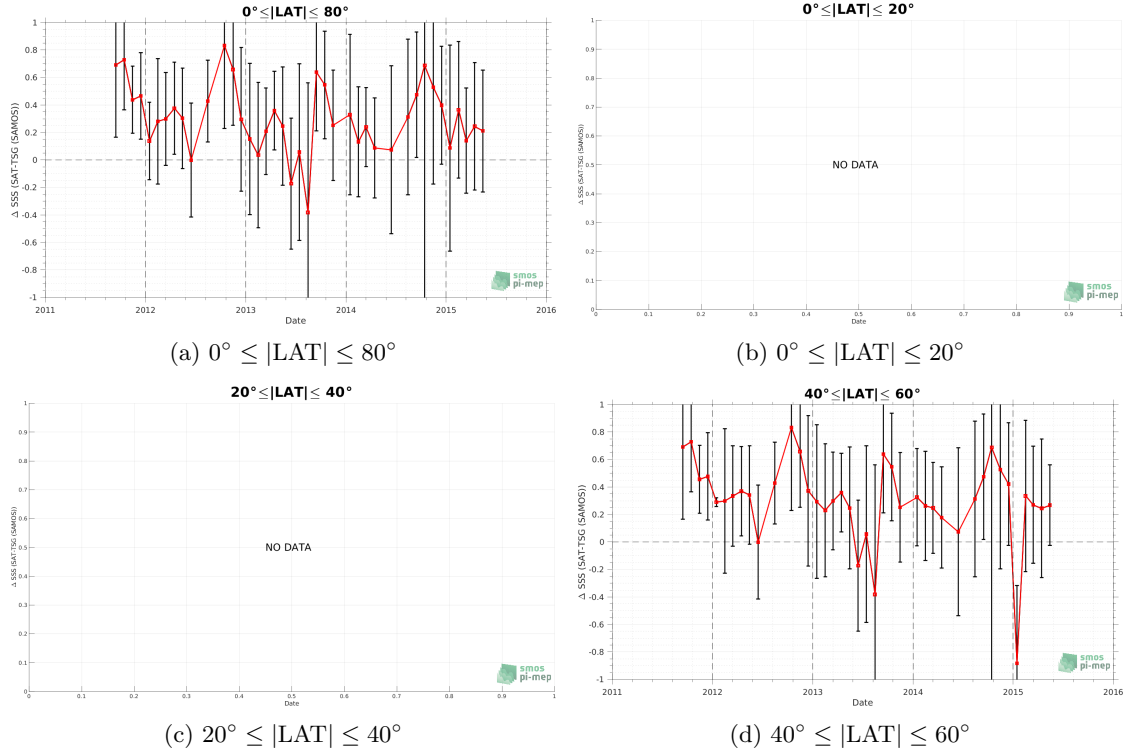 0°≤|LAT|≤ 80°
1
0.8
0.6
0.4
0.2
0
-0.2
-0.4
-0.6
-0.8
-1
Δ SSS (SAT-TSG (SAMOS))
2011 2012 2013 2014 2015 2016
Date
smos
pi-mep
(a) 0° ≤ |LAT| ≤ 80°
0°≤|LAT|≤ 20°
1
0.9
0.8
0.7
0.6
0.5
0.4
0.3
0.2
0.1
0
Δ SSS (SAT-TSG (SAMOS))
NO DATA
0 0.1 0.2 0.3 0.4 0.5 0.6 0.7 0.8 0.9 1
Date
smos
pi-mep
(b) 0° ≤ |LAT| ≤ 20°
20°≤|LAT|≤ 40°
1
0.9
0.8
0.7
0.6
0.5
0.4
0.3
0.2
0.1
0
Δ SSS (SAT-TSG (SAMOS))
NO DATA
0 0.1 0.2 0.3 0.4 0.5 0.6 0.7 0.8 0.9 1
Date
smos
pi-mep
(c) 20° ≤ |LAT| ≤ 40°
40°≤|LAT|≤ 60°
1
0.8
0.6
0.4
0.2
0
-0.2
-0.4
-0.6
-0.8
-1
Δ SSS (SAT-TSG (SAMOS))
2011 2012 2013 2014 2015 2016
Date
smos
pi-mep
(d) 40° ≤ |LAT| ≤ 60°